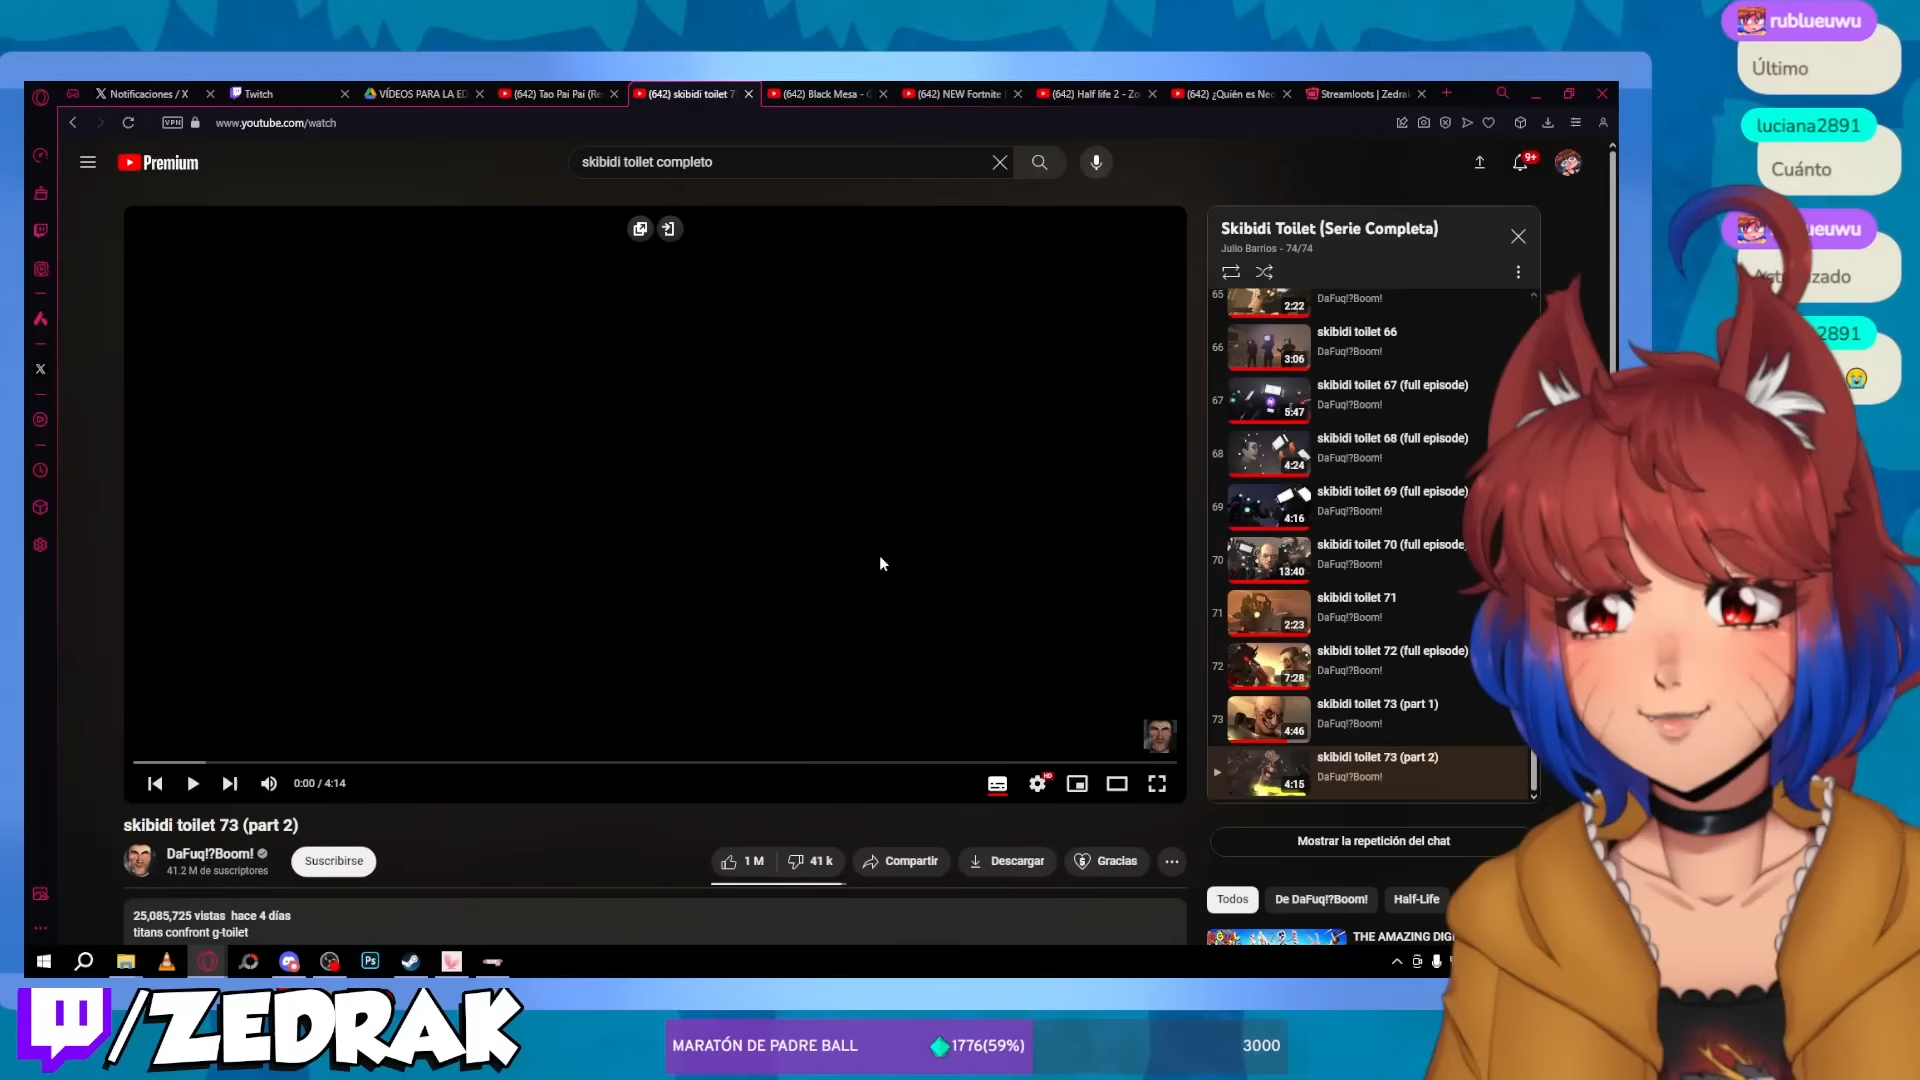 Notificaciones / X
Twitch
VÍDEOS PARA LA ED
(642) Tao Pai Pai (Re
(642) skibidi toilet 7
(642) Black Mesa - G
(642) NEW Fortnite
(642) Half life 2 - Zo
(642) ¿Quién es Nec
Streamloots | Zedra
VPN
www.youtube.com/watch
Premium
skibidi toilet completo
9+
Skibidi Toilet (Serie Completa)
Julio Barrios - 74/74
65
2:22
DaFuq!?Boom!
66
3:06
skibidi toilet 66
DaFuq!?Boom!
67
5:47
skibidi toilet 67 (full episode)
DaFuq!?Boom!
68
4:24
skibidi toilet 68 (full episode)
DaFuq!?Boom!
69
4:16
skibidi toilet 69 (full episode)
DaFuq!?Boom!
70
13:40
skibidi toilet 70 (full episode
DaFuq!?Boom!
71
2:23
skibidi toilet 71
DaFuq!?Boom!
72
7:28
skibidi toilet 72 (full episode)
DaFuq!?Boom!
73
4:46
skibidi toilet 73 (part 1)
DaFuq!?Boom!
4:15
skibidi toilet 73 (part 2)
DaFuq!?Boom!
0:00 / 4:14
HD
skibidi toilet 73 (part 2)
DaFuq!?Boom!
41.2 M de suscriptores
Suscribirse
1 M
41 k
Compartir
Descargar
Gracias
25,085,725 vistas hace 4 días
titans confront g-toilet
Mostrar la repetición del chat
Todos
De DaFuq!?Boom!
Half-Life
THE AMAZING DIG
Ps
rublueuwu
Último
luciana2891
Cuánto
euwu
zado
2891
/ZEDRAK
MARATÓN DE PADRE BALL
1776(59%)
3000